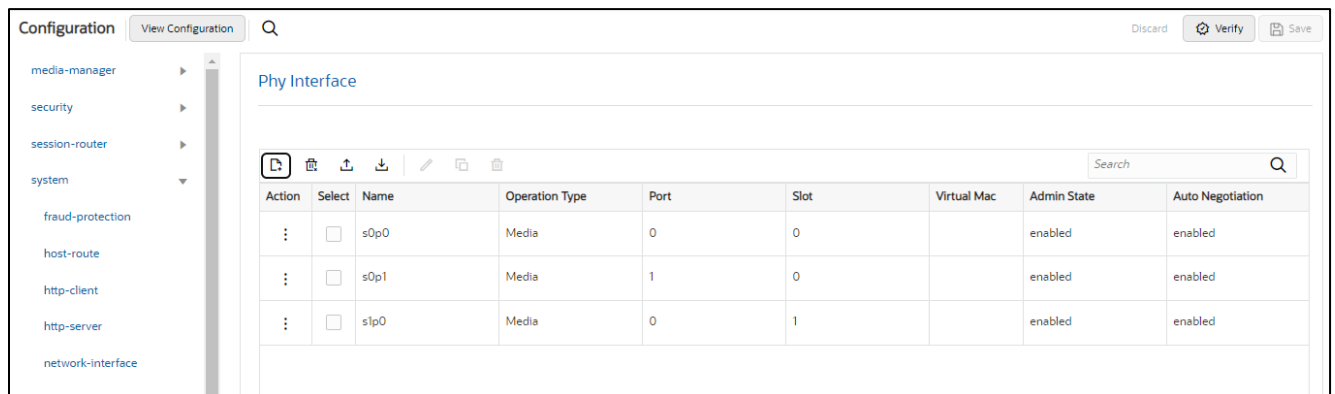 Configuration View Configuration Discard Verify Save
media-manager
security
session-router
system
fraud-protection
host-route
http-client
http-server
network-interface
Phy Interface
Search
Action Select Name Operation Type Port Slot Virtual Mac Admin State Auto Negotiation
s0p0 Media 0 0 enabled enabled
s0p1 Media 1 0 enabled enabled
s1p0 Media 0 1 enabled enabled